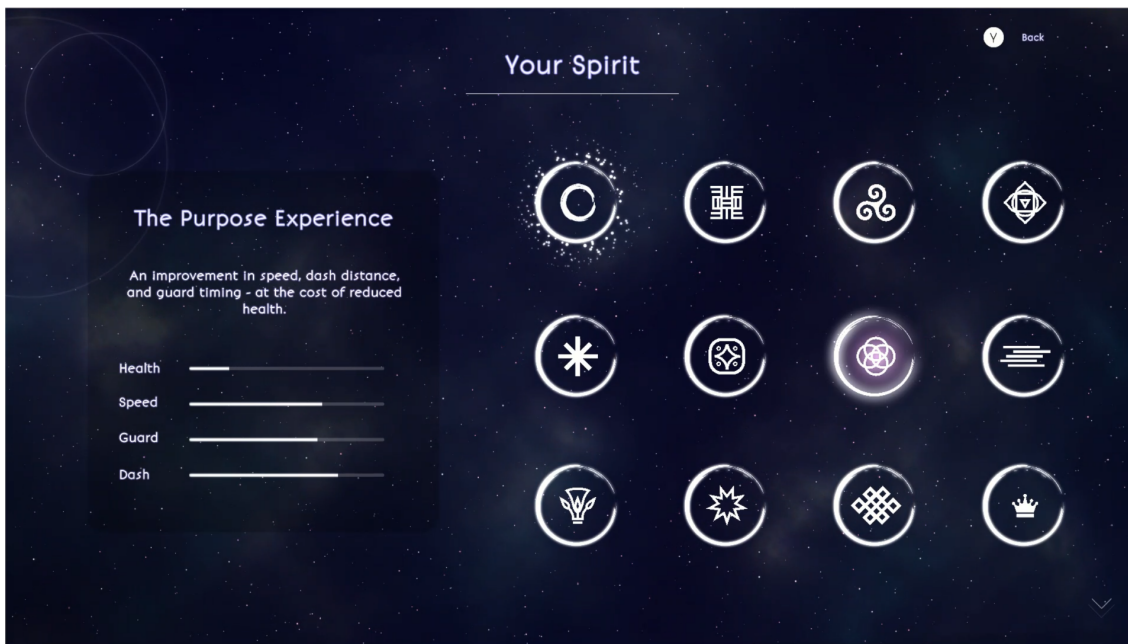 Y Back
Your Spirit
The Purpose Experience
An improvement in speed, dash distance,
and guard timing - at the cost of reduced
health.
Health
Speed
Guard
Dash